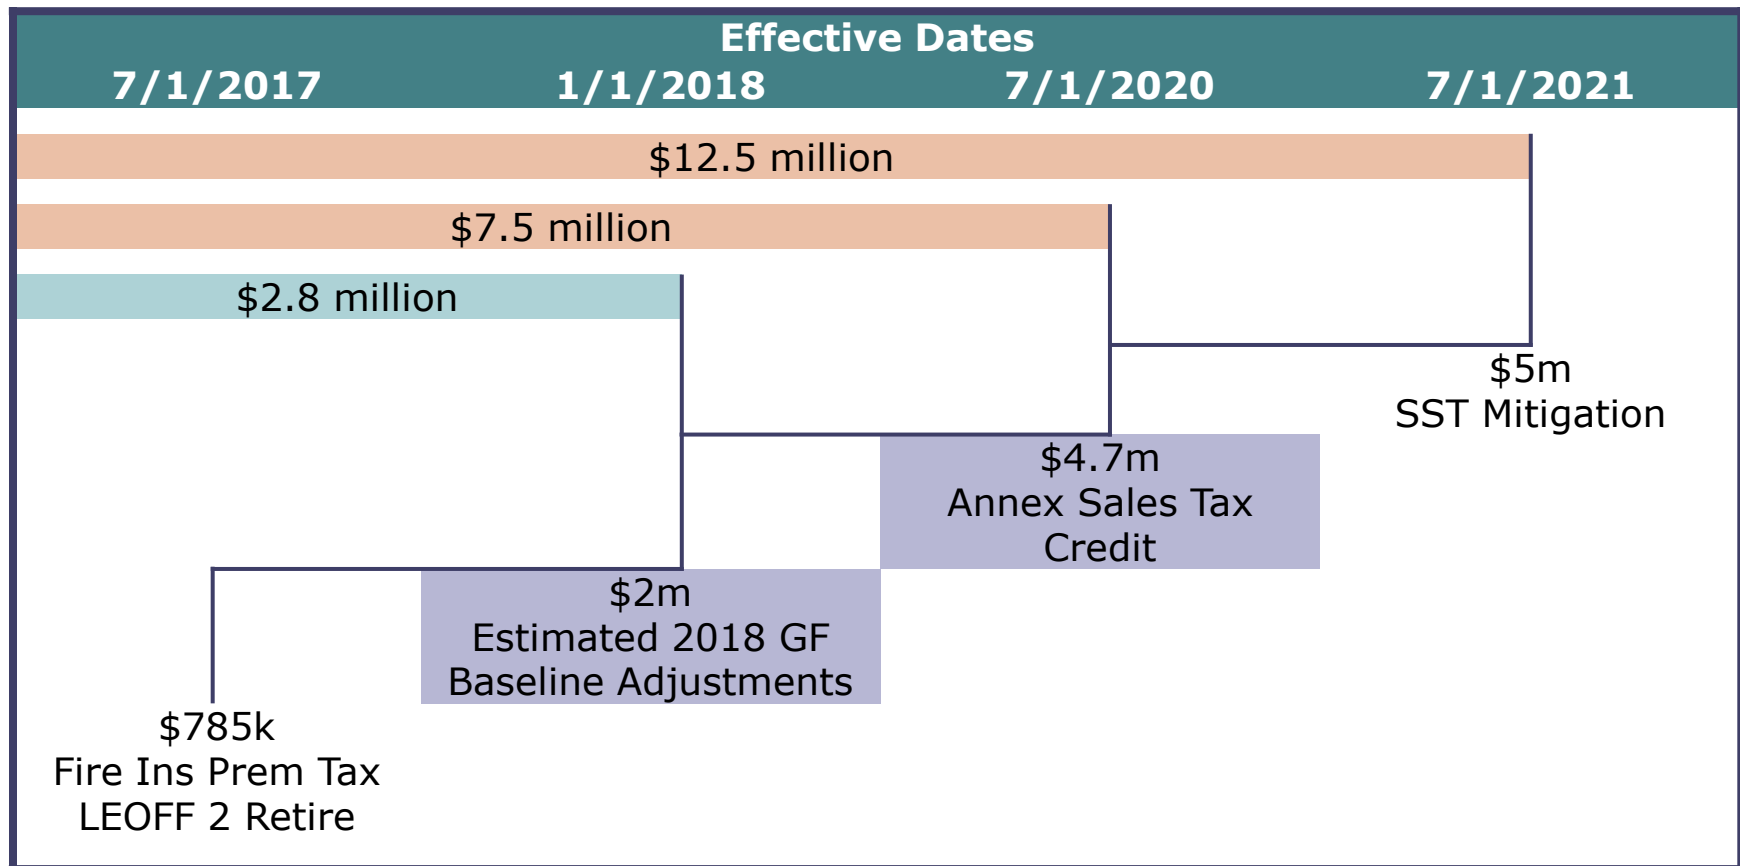 Effective Dates
7/1/2017 1/1/2018 7/1/2020 7/1/2021
$12.5 million
$7.5 million
$2.8 million
$5m
SST Mitigation
$4.7m
Annex Sales Tax
Credit
$2m
Estimated 2018 GF
Baseline Adjustments
$785k
Fire Ins Prem Tax
LEOFF 2 Retire